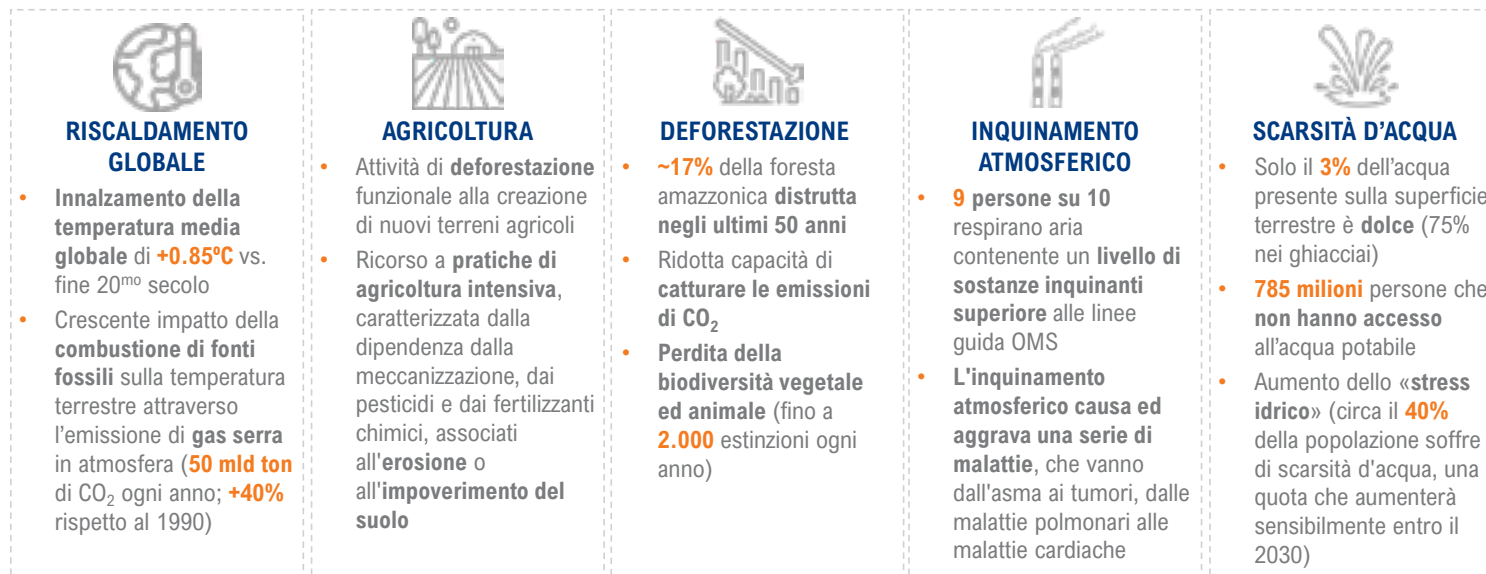 RISCALDAMENTO
GLOBALE
• Innalzamento della
temperatura media
globale di +0.85ºC vs.
fine 20mo secolo
• Crescente impatto della
combustione di fonti
fossili sulla temperatura
terrestre attraverso
l'emissione di gas serra
in atmosfera (50 mld ton
di CO2 ogni anno; +40%
rispetto al 1990)
AGRICOLTURA
• Attività di deforestazione
funzionale alla creazione
di nuovi terreni agricoli
• Ricorso a pratiche di
agricoltura intensiva,
caratterizzata dalla
dipendenza dalla
meccanizzazione, dai
pesticidi e dai fertilizzanti
chimici, associati
all'erosione o
all'impoverimento del
suolo
DEFORESTAZIONE
• ~17% della foresta
amazzonica distrutta
negli ultimi 50 anni
• Ridotta capacità di
catturare le emissioni
di CO2
• Perdita della
biodiversità vegetale
ed animale (fino a
2.000 estinzioni ogni
anno)
INQUINAMENTO
ATMOSFERICO
• 9 persone su 10
respirano aria
contenente un livello di
sostanze inquinanti
superiore alle linee
guida OMS
• L'inquinamento
atmosferico causa ed
aggrava una serie di
malattie, che vanno
dall'asma ai tumori, dalle
malattie polmonari alle
malattie cardiache
SCARSITÀ D'ACQUA
• Solo il 3% dell'acqua
presente sulla superficie
terrestre è dolce (75%
nei ghiacciai)
• 785 milioni persone che
non hanno accesso
all'acqua potabile
• Aumento dello «stress
idrico» (circa il 40%
della popolazione soffre
di scarsità d'acqua, una
quota che aumenterà
sensibilmente entro il
2030)